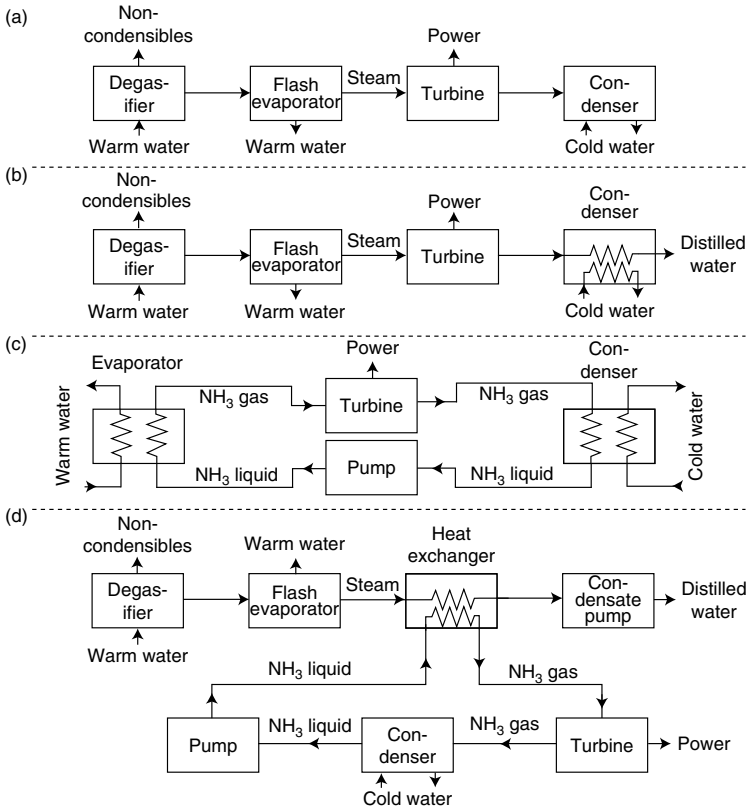 (a)
Non-
condensibles
Power
Degas-
ifier
Flash
evaporator
Steam
Turbine
Con-
denser
Warm water
Warm water
Cold water
(b)
Non-
condensibles
Power
Con-
denser
Degas-
ifier
Flash
evaporator
Steam
Turbine
Distilled
water
Warm water
Warm water
Cold water
(c)
Evaporator
Power
Con-
denser
Warm water
NH₃ gas
Turbine
NH₃ gas
Cold water
NH₃ liquid
Pump
NH₃ liquid
(d)
Non-
condensibles
Warm water
Heat
exchanger
Degas-
ifier
Flash
evaporator
Steam
Con-
densate
pump
Distilled
water
Warm water
NH₃ liquid
NH₃ gas
Pump
NH₃ liquid
Con-
denser
NH₃ gas
Turbine
Power
Cold water